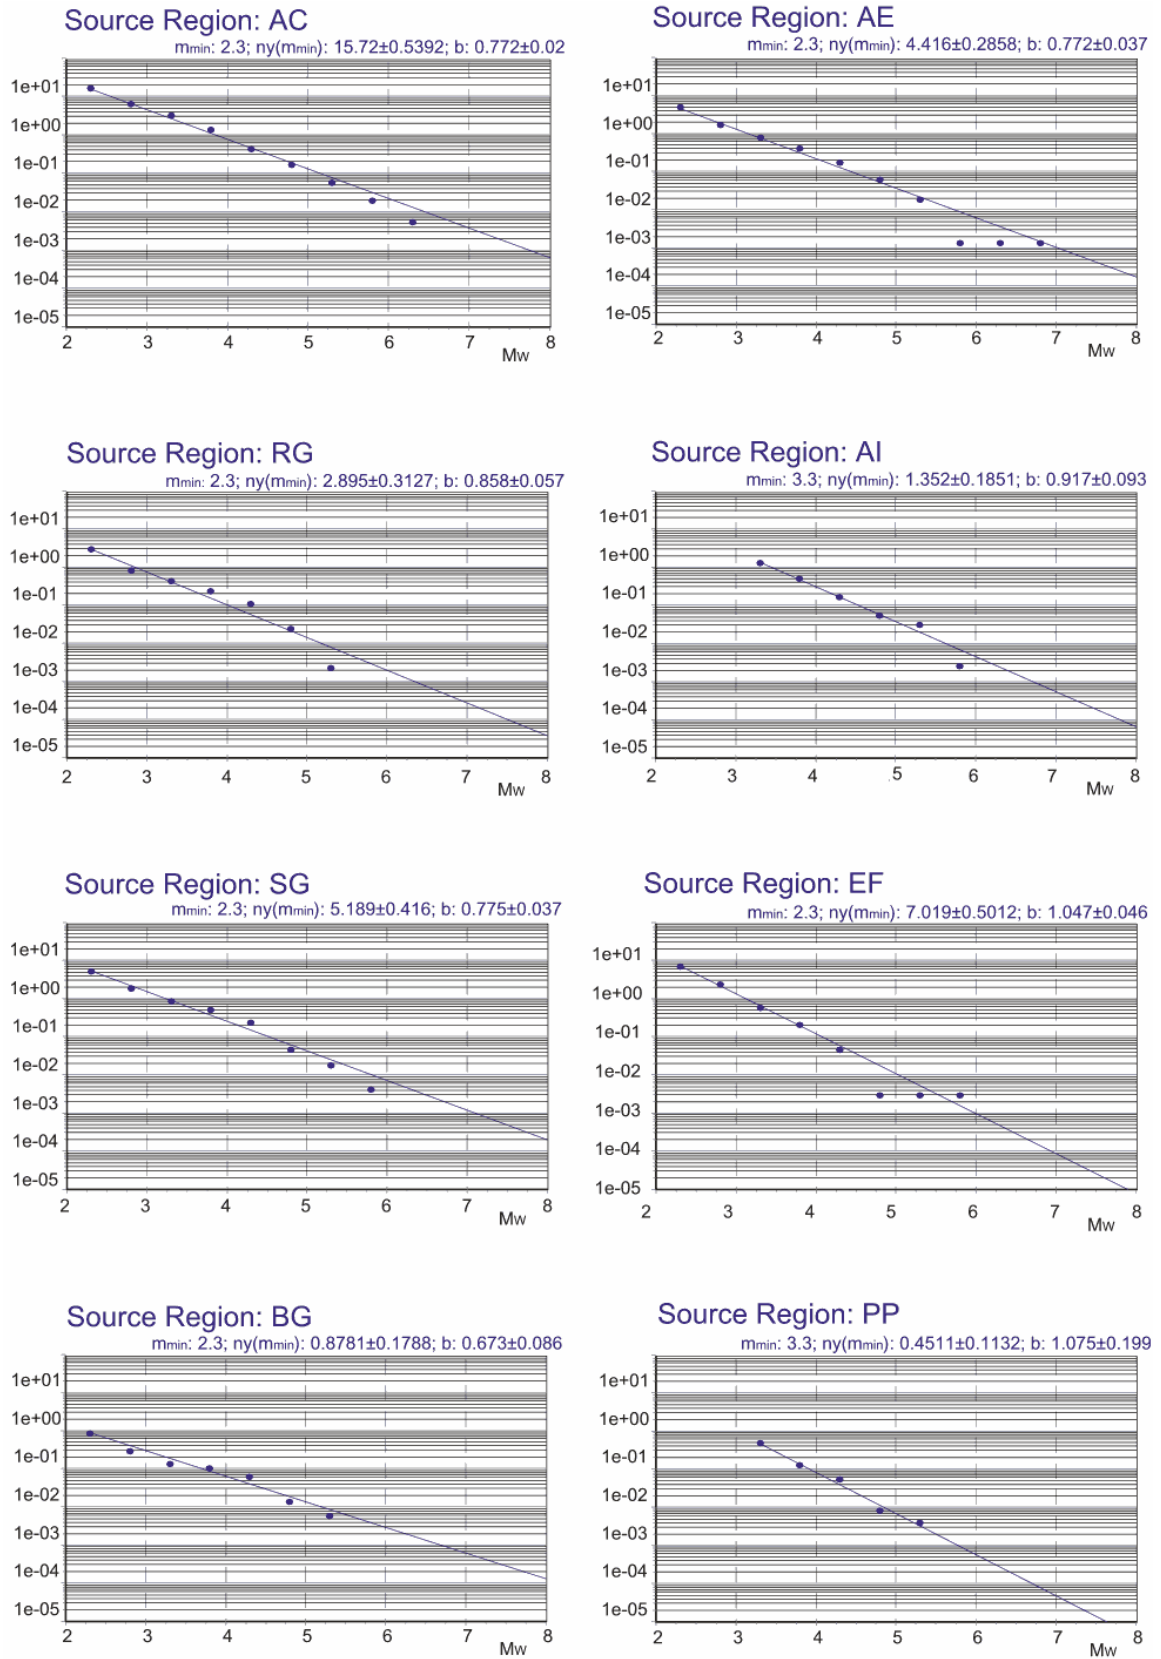 Source Region: AC
mmin: 2.3; ny(mmin): 15.72±0.5392; b: 0.772±0.02
1e+01
1e+00
1e-01
1e-02
1e-03
1e-04
1e-05
2 3 4 5 6 7 8
Mw
Source Region: AE
mmin: 2.3; ny(mmin): 4.416±0.2858; b: 0.772±0.037
1e+01
1e+00
1e-01
1e-02
1e-03
1e-04
1e-05
2 3 4 5 6 7 8
Mw
Source Region: RG
mmin: 2.3; ny(mmin): 2.895±0.3127; b: 0.858±0.057
1e+01
1e+00
1e-01
1e-02
1e-03
1e-04
1e-05
2 3 4 5 6 7 8
Mw
Source Region: AI
mmin: 3.3; ny(mmin): 1.352±0.1851; b: 0.917±0.093
1e+01
1e+00
1e-01
1e-02
1e-03
1e-04
1e-05
2 3 4 .5 6 7 8
Mw
Source Region: SG
mmin: 2.3; ny(mmin): 5.189±0.416; b: 0.775±0.037
1e+01
1e+00
1e-01
1e-02
1e-03
1e-04
1e-05
2 3 4 5 6 7 8
Mw
Source Region: EF
mmin: 2.3; ny(mmin): 7.019±0.5012; b: 1.047±0.046
1e+01
1e+00
1e-01
1e-02
1e-03
1e-04
1e-05
2 3 4 5 6 7 8
Mw
Source Region: BG
mmin: 2.3; ny(mmin): 0.8781±0.1788; b: 0.673±0.086
1e+01
1e+00
1e-01
1e-02
1e-03
1e-04
1e-05
2 3 4 5 6 7 8
Mw
Source Region: PP
mmin: 3.3; ny(mmin): 0.4511±0.1132; b: 1.075±0.199
1e+01
1e+00
1e-01
1e-02
1e-03
1e-04
1e-05
2 3 4 5 6 7 8
Mw